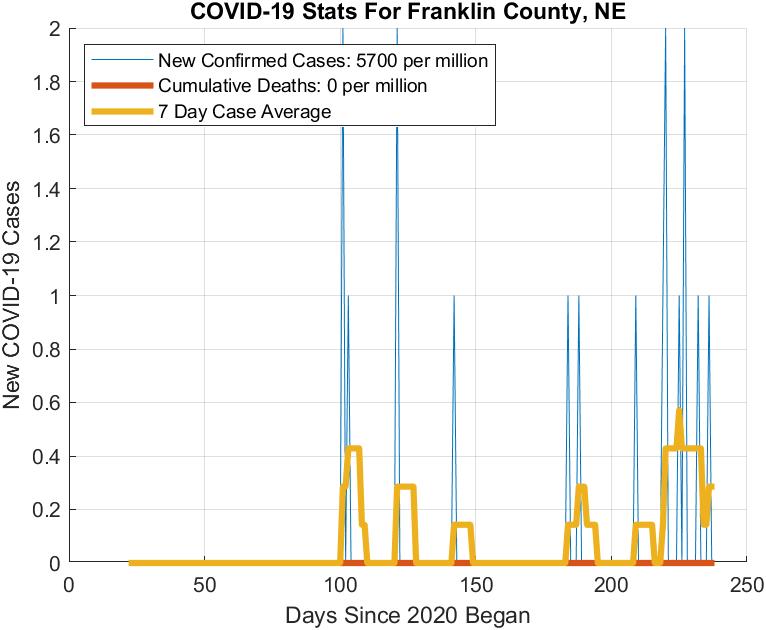 COVID-19 Stats For Franklin County, NE
New Confirmed Cases: 5700 per million
Cumulative Deaths: 0 per million
7 Day Case Average
New COVID-19 Cases
2
1.8
1.6
1.4
1.2
1
0.8
0.6
0.4
0.2
0
0 50 100 150 200 250
Days Since 2020 Began